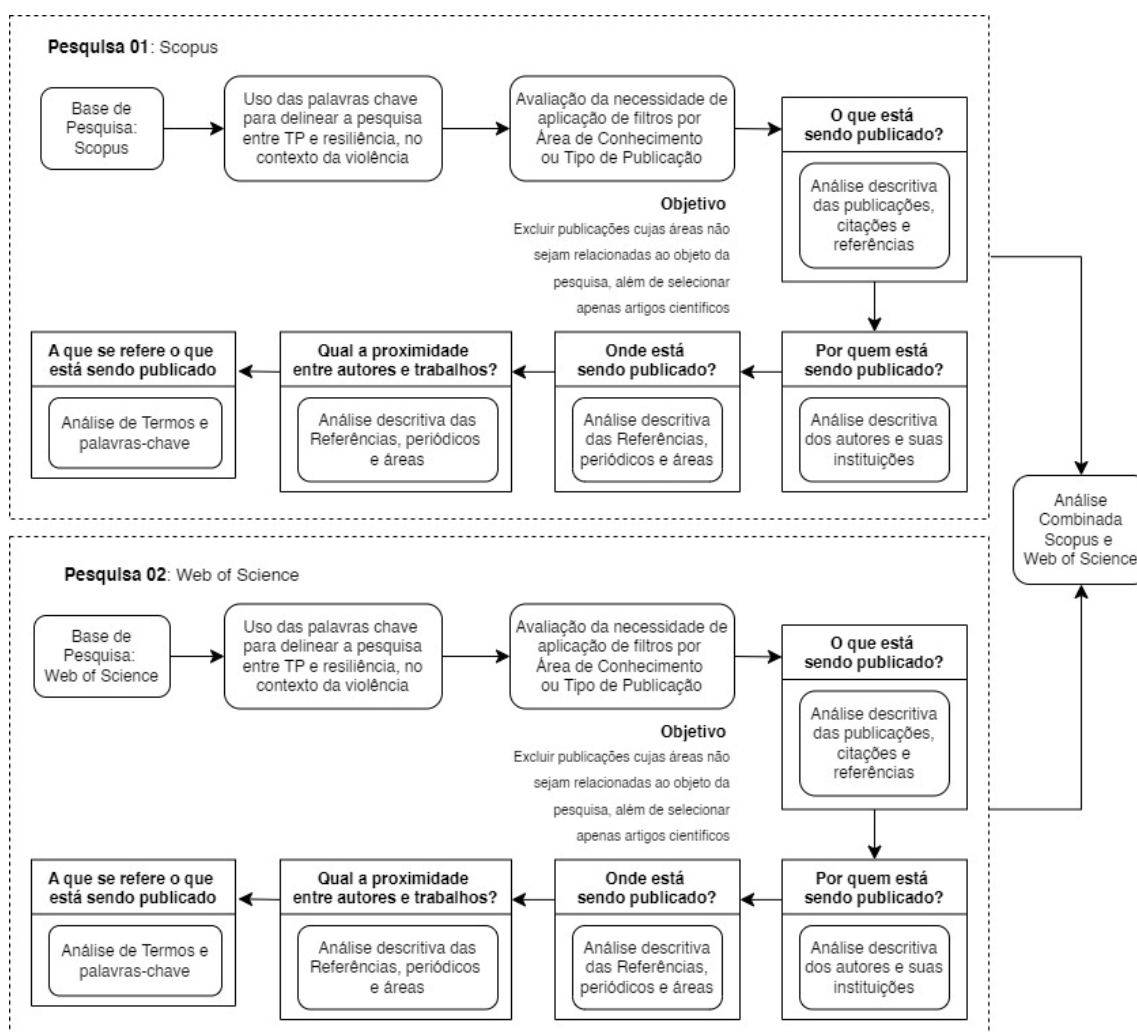 Pesquisa 01: Scopus
Base de
Pesquisa:
Scopus
Uso das palavras chave
para delinear a pesquisa
entre TP e resiliência, no
contexto da violência
Avaliação da necessidade de
aplicação de filtros por
Área de Conhecimento
ou Tipo de Publicação
Objetivo
Excluir publicações cujas áreas não
sejam relacionadas ao objeto da
pesquisa, além de selecionar
apenas artigos científicos
O que está
sendo publicado?
Análise descritiva
das publicações,
citações e
referências
Por quem está
sendo publicado?
Análise descritiva
dos autores e suas
instituições
Onde está
sendo publicado?
Análise descritiva
das Referências,
periódicos e áreas
Qual a proximidade
entre autores e trabalhos?
Análise descritiva das
Referências, periódicos
e áreas
A que se refere o que
está sendo publicado
Análise de Termos e
palavras-chave
Pesquisa 02: Web of Science
Base de
Pesquisa:
Web of Science
Uso das palavras chave
para delinear a pesquisa
entre TP e resiliência, no
contexto da violência
Avaliação da necessidade de
aplicação de filtros por
Área de Conhecimento
ou Tipo de Publicação
Objetivo
Excluir publicações cujas áreas não
sejam relacionadas ao objeto da
pesquisa, além de selecionar
apenas artigos científicos
O que está
sendo publicado?
Análise descritiva
das publicações,
citações e
referências
Por quem está
sendo publicado?
Análise descritiva
dos autores e suas
instituições
Onde está
sendo publicado?
Análise descritiva
das Referências,
periódicos e áreas
Qual a proximidade
entre autores e trabalhos?
Análise descritiva das
Referências, periódicos
e áreas
A que se refere o que
está sendo publicado
Análise de Termos e
palavras-chave
Análise
Combinada
Scopus e
Web of Science